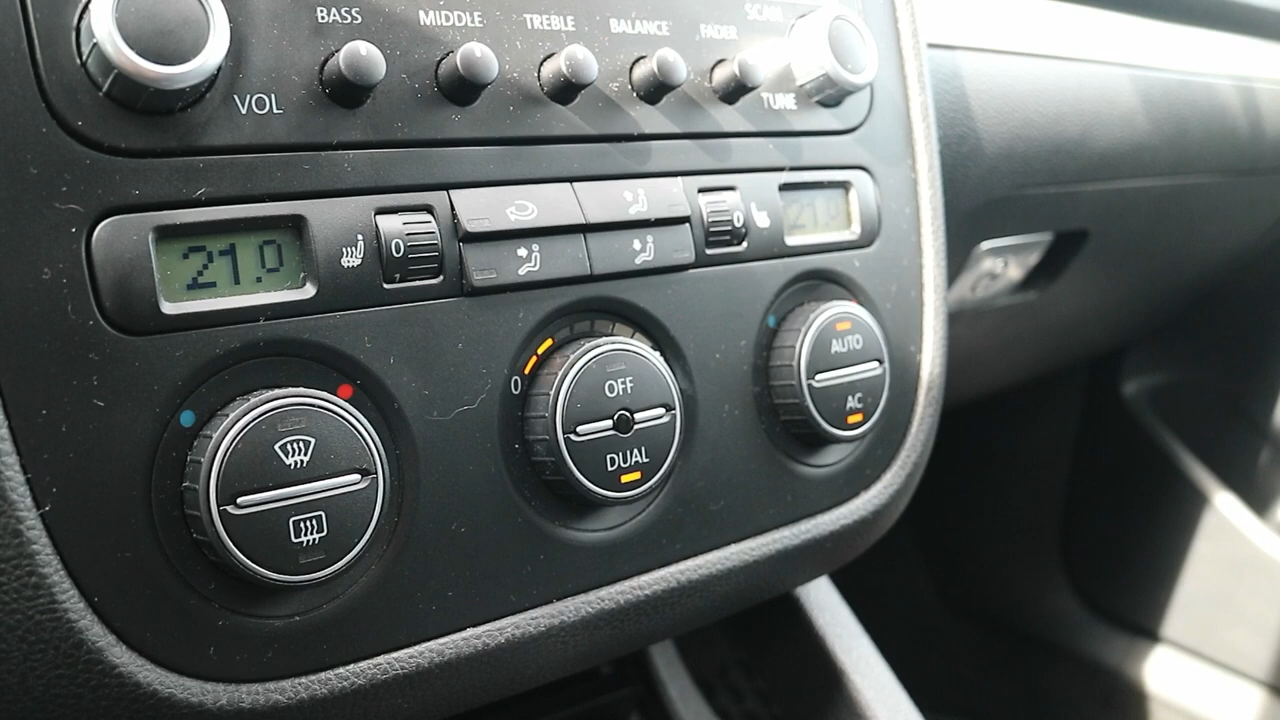 BASS
MIDDLE
TREBLE
BALANCE
FADER
SCAN
VOL
TUNE
21.0
0
1
0
21.0
0
OFF
DUAL
AUTO
AC